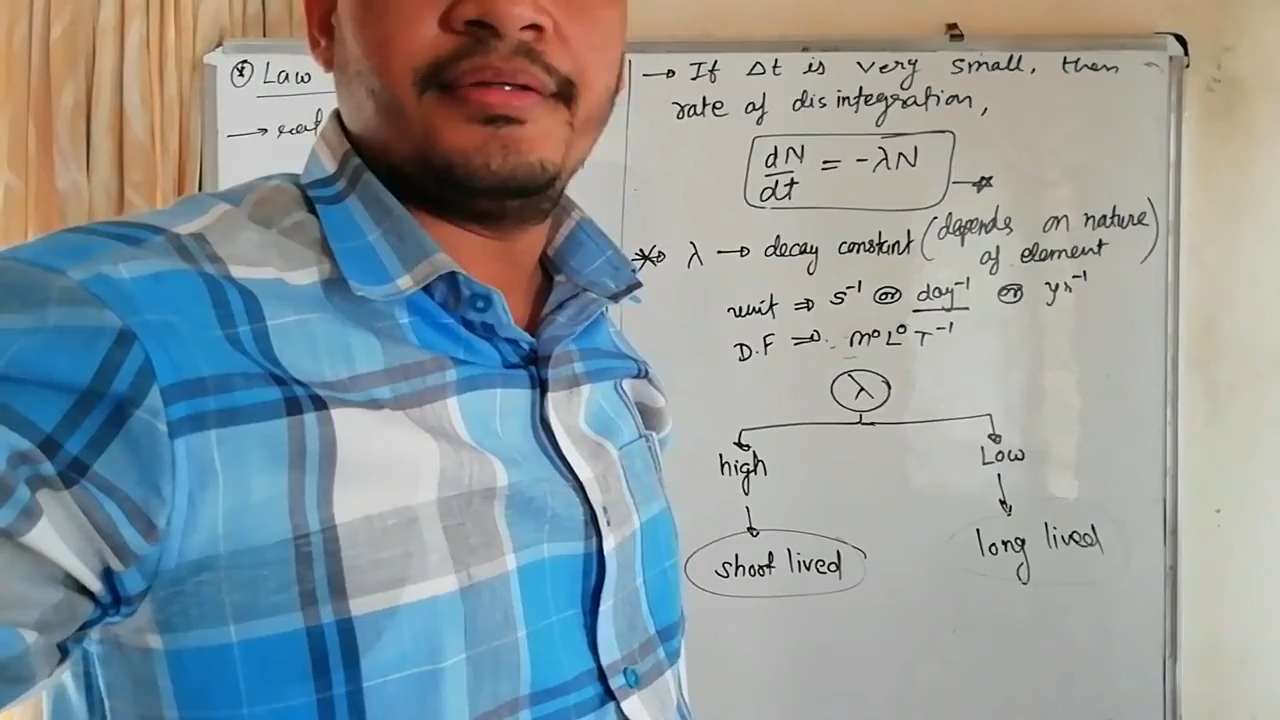 Law
→ If Δt is very small, then
rate of disintegration,
dN/dt = -λN
λ → decay constant (depends on nature
of element)
unit ⇒ s⁻¹ or day⁻¹ or yr⁻¹
D.F ⇒ M⁰L⁰T⁻¹
λ
high
Low
short lived
long lived